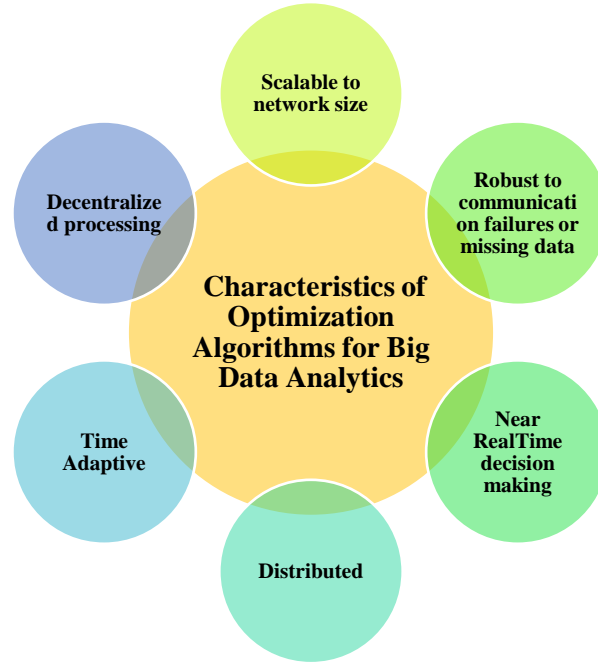 Scalable to
network size
Robust to
communicati
on failures or
missing data
Near
RealTime
decision
making
Distributed
Time
Adaptive
Decentralize
d processing
Characteristics of
Optimization
Algorithms for Big
Data Analytics